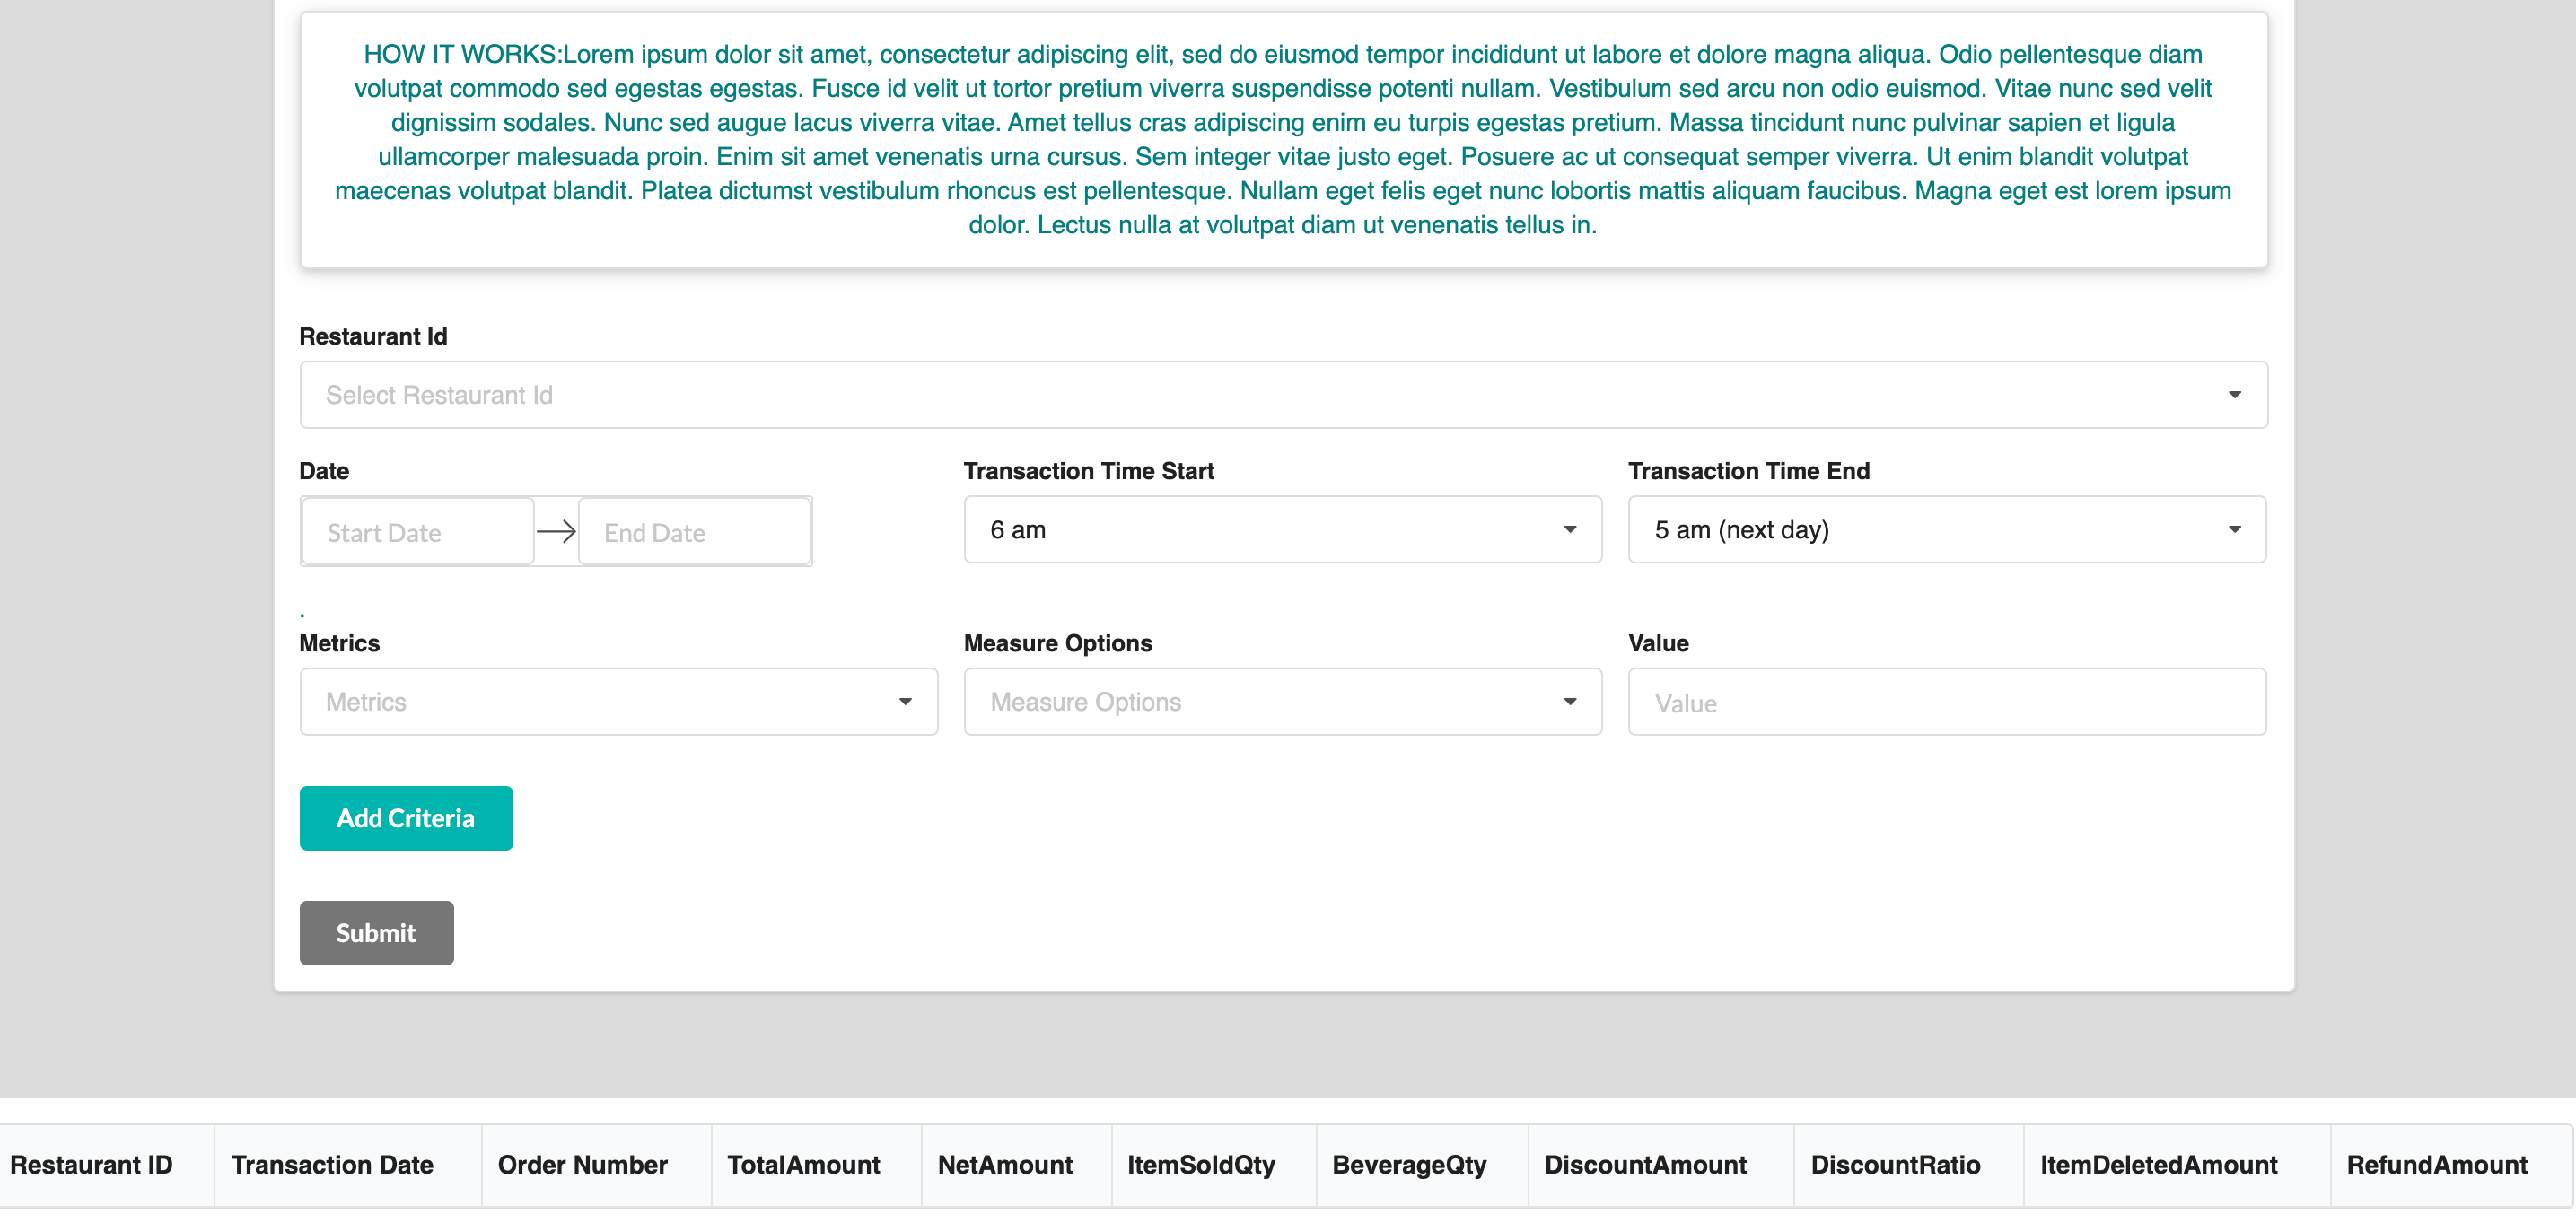 HOW IT WORKS:Lorem ipsum dolor sit amet, consectetur adipiscing elit, sed do eiusmod tempor incididunt ut labore et dolore magna aliqua. Odio pellentesque diam
volutpat commodo sed egestas egestas. Fusce id velit ut tortor pretium viverra suspendisse potenti nullam. Vestibulum sed arcu non odio euismod. Vitae nunc sed velit
dignissim sodales. Nunc sed augue lacus viverra vitae. Amet tellus cras adipiscing enim eu turpis egestas pretium. Massa tincidunt nunc pulvinar sapien et ligula
ullamcorper malesuada proin. Enim sit amet venenatis urna cursus. Sem integer vitae justo eget. Posuere ac ut consequat semper viverra. Ut enim blandit volutpat
maecenas volutpat blandit. Platea dictumst vestibulum rhoncus est pellentesque. Nullam eget felis eget nunc lobortis mattis aliquam faucibus. Magna eget est lorem ipsum
dolor. Lectus nulla at volutpat diam ut venenatis tellus in.
Restaurant Id
Select Restaurant Id
Date Transaction Time Start Transaction Time End
Start Date → End Date 6 am 5 am (next day)
.
Metrics Measure Options Value
Metrics Measure Options Value
Add Criteria
Submit
Restaurant ID Transaction Date Order Number TotalAmount NetAmount ItemSoldQty BeverageQty DiscountAmount DiscountRatio ItemDeletedAmount RefundAmount